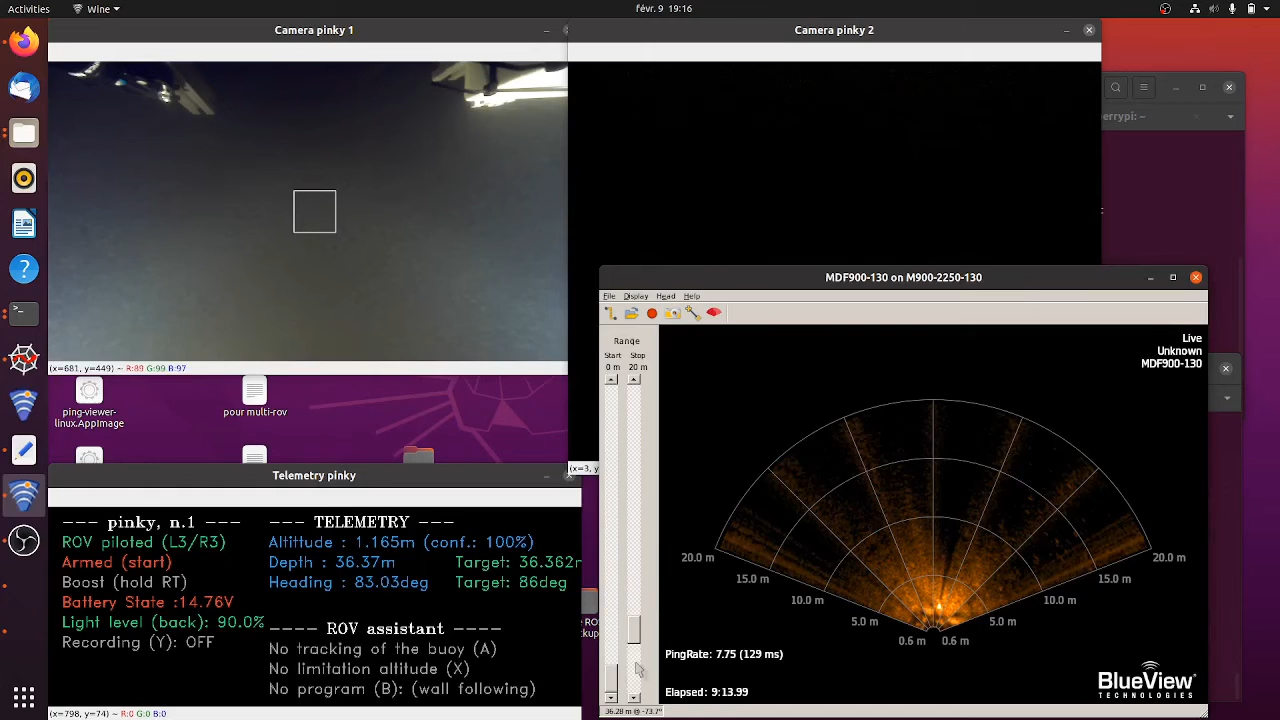 Activities
Wine
févr. 9 19:16
Camera pinky 1
Camera pinky 2
(x=681, y=449) ~ R:89 G:99 B:97
ping-viewer-
linux.AppImage
pour multi-rov
Telemetry pinky
--- pinky, n.1 ---
ROV piloted (L3/R3)
Armed (start)
Boost (hold RT)
Battery State :14.76V
Light level (back): 90.0%
Recording (Y): OFF
--- TELEMETRY ---
Altitude : 1.165m (conf.: 100%)
Depth : 36.37m Target: 36.362m
Heading : 83.03deg Target: 86deg
---- ROV assistant ----
No tracking of the buoy (A)
No limitation altitude (X)
No program (B): (wall following)
(x=798, y=74) ~ R:0 G:0 B:0
(x=3, y
errypi: ~
MDF900-130 on M900-2250-130
File Display Head Help
Range
Start Stop
0 m 20 m
Live
Unknown
MDF900-130
20.0 m
15.0 m
10.0 m
5.0 m
0.6 m
0.6 m
5.0 m
10.0 m
15.0 m
20.0 m
PingRate: 7.75 (129 ms)
Elapsed: 9:13.99
BLUEVIEW
TECHNOLOGIES
36.28 m @ -73.7°